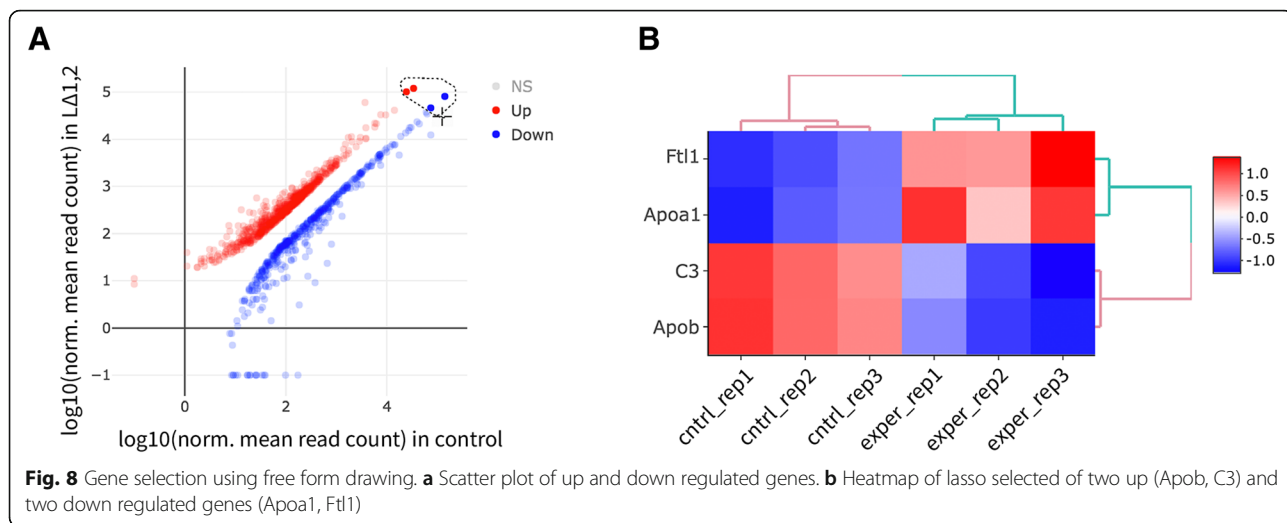 A
B
log10(norm. mean read count) in LΔ1,2
5
4
3
2
1
0
−1
0
2
4
log10(norm. mean read count) in control
NS
Up
Down
Ftl1
Apoa1
C3
Apob
cntrl_rep1
cntrl_rep2
cntrl_rep3
exper_rep1
exper_rep2
exper_rep3
1.0
0.5
0.0
−0.5
−1.0
Fig. 8 Gene selection using free form drawing. a Scatter plot of up and down regulated genes. b Heatmap of lasso selected of two up (Apob, C3) and
two down regulated genes (Apoa1, Ftl1)